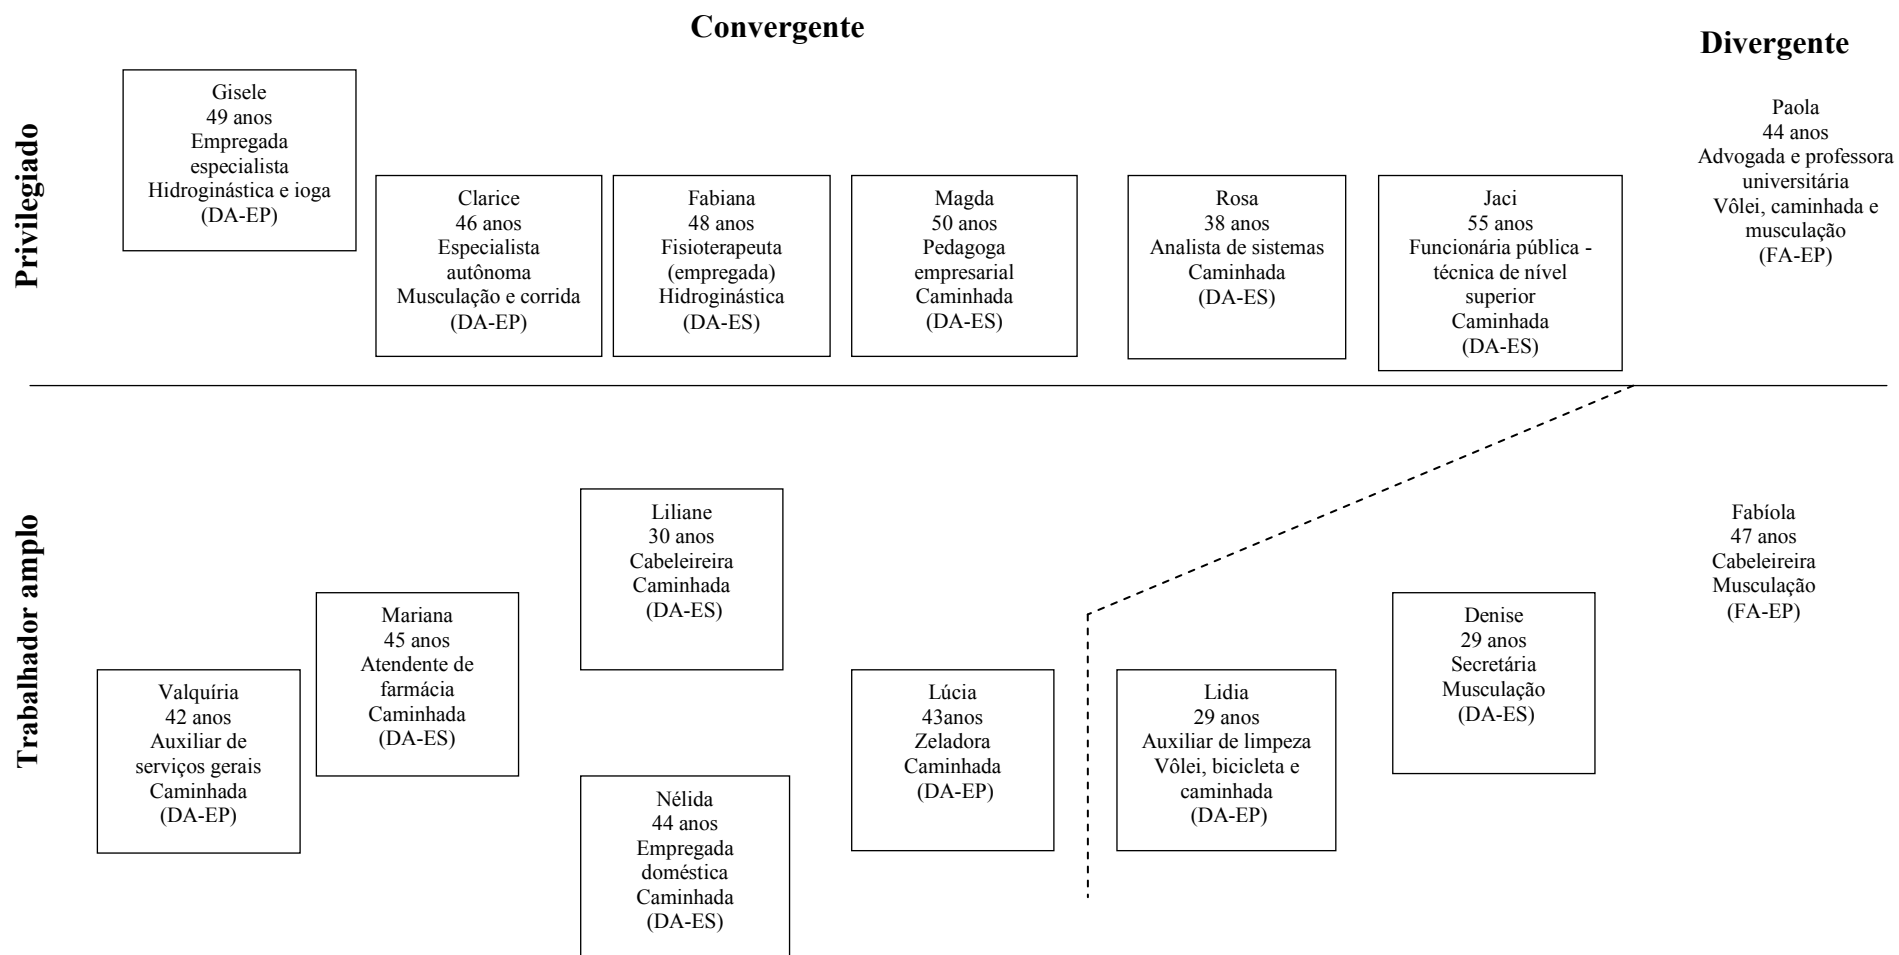 Convergente
Divergente
Privilegiado
Gisele
49 anos
Empregada
especialista
Hidroginástica e ioga
(DA-EP)
Clarice
46 anos
Especialista
autônoma
Musculação e corrida
(DA-EP)
Fabiana
48 anos
Fisioterapeuta
(empregada)
Hidroginástica
(DA-ES)
Magda
50 anos
Pedagoga
empresarial
Caminhada
(DA-ES)
Rosa
38 anos
Analista de sistemas
Caminhada
(DA-ES)
Jaci
55 anos
Funcionária pública -
técnica de nível
superior
Caminhada
(DA-ES)
Paola
44 anos
Advogada e professora
universitária
Vôlei, caminhada e
musculação
(FA-EP)
Trabalhador amplo
Valquíria
42 anos
Auxiliar de
serviços gerais
Caminhada
(DA-EP)
Mariana
45 anos
Atendente de
farmácia
Caminhada
(DA-ES)
Liliane
30 anos
Cabeleireira
Caminhada
(DA-ES)
Nélida
44 anos
Empregada
doméstica
Caminhada
(DA-ES)
Lúcia
43anos
Zeladora
Caminhada
(DA-EP)
Lidia
29 anos
Auxiliar de limpeza
Vôlei, bicicleta e
caminhada
(DA-EP)
Denise
29 anos
Secretária
Musculação
(DA-ES)
Fabíola
47 anos
Cabeleireira
Musculação
(FA-EP)